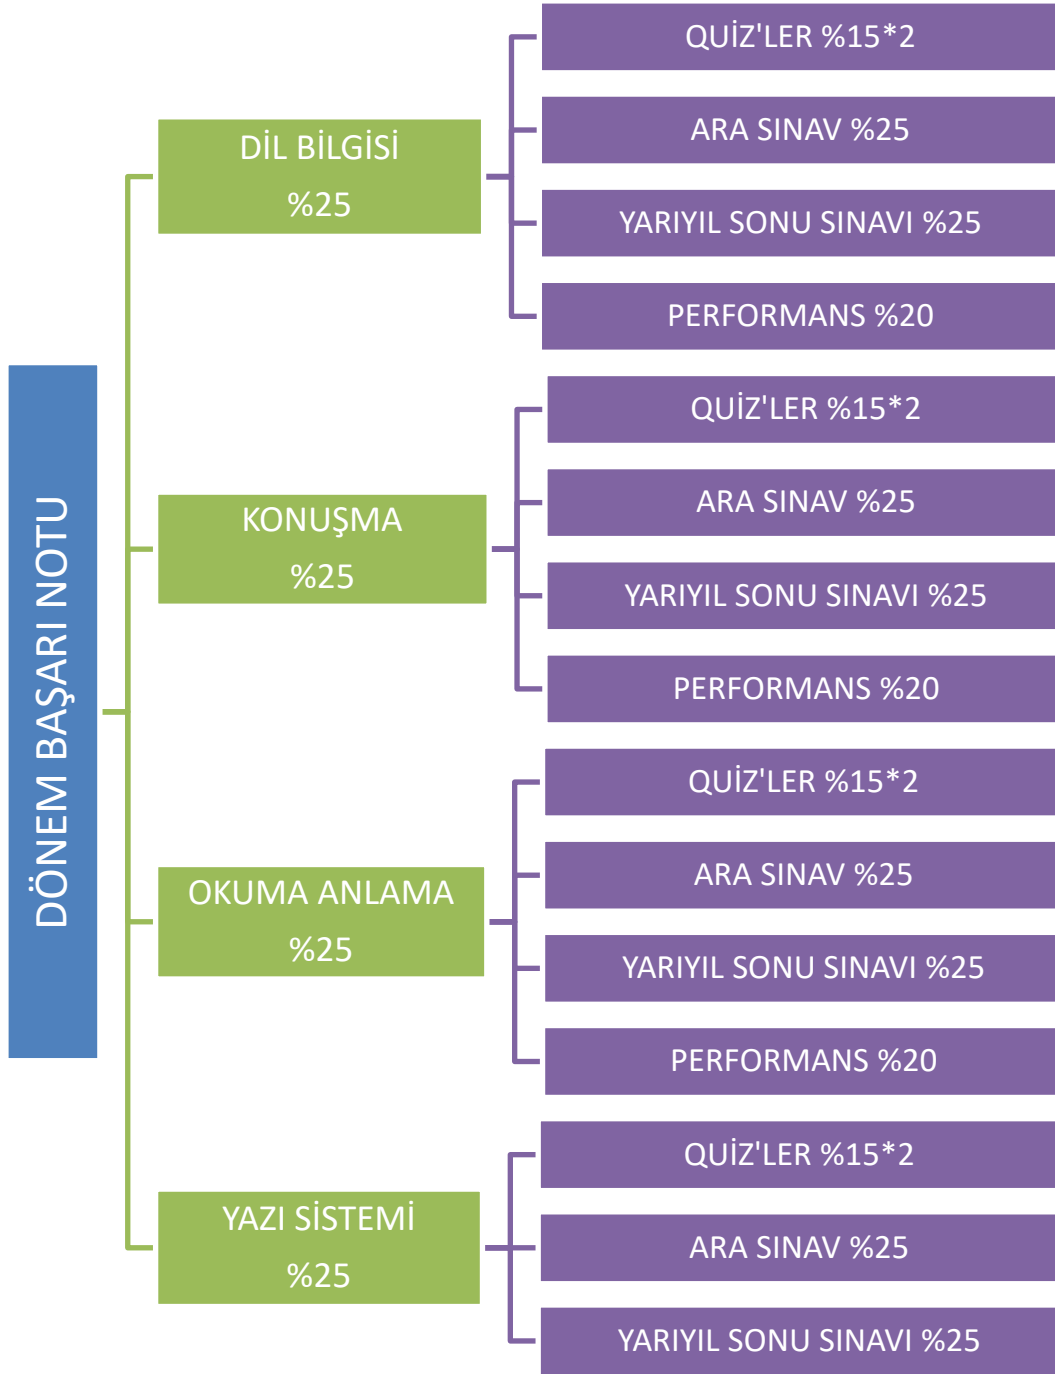 DÖNEM BAŞARI NOTU
DİL BİLGİSİ
%25
QUİZ'LER %15*2
ARA SINAV %25
YARIYIL SONU SINAVI %25
PERFORMANS %20
KONUŞMA
%25
QUİZ'LER %15*2
ARA SINAV %25
YARIYIL SONU SINAVI %25
PERFORMANS %20
OKUMA ANLAMA
%25
QUİZ'LER %15*2
ARA SINAV %25
YARIYIL SONU SINAVI %25
PERFORMANS %20
YAZI SİSTEMİ
%25
QUİZ'LER %15*2
ARA SINAV %25
YARIYIL SONU SINAVI %25